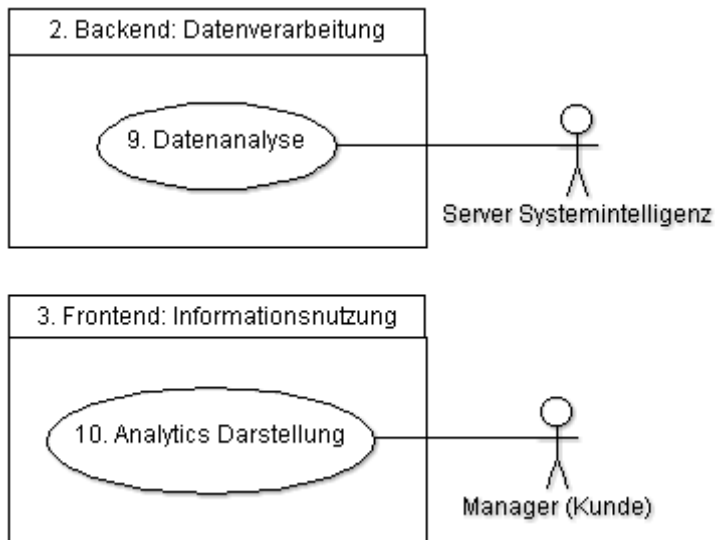 2. Backend: Datenverarbeitung
9. Datenanalyse
Server Systemintelligenz
3. Frontend: Informationsnutzung
10. Analytics Darstellung
Manager (Kunde)